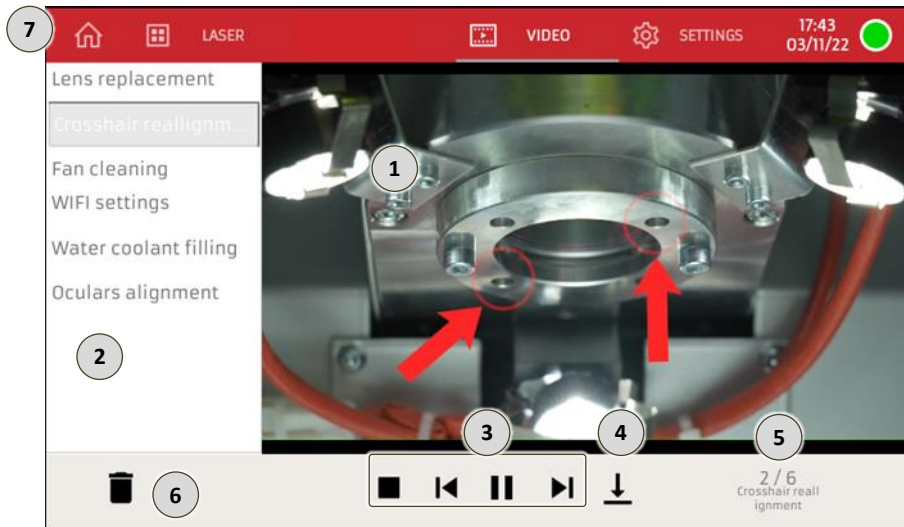 7
LASER
VIDEO
SETTINGS
17:43
03/11/22
Lens replacement
Crosshair reallignm...
Fan cleaning
WIFI settings
Water coolant filling
Oculars alignment
1
2
3
4
5
6
2 / 6
Crosshair reall
ignment